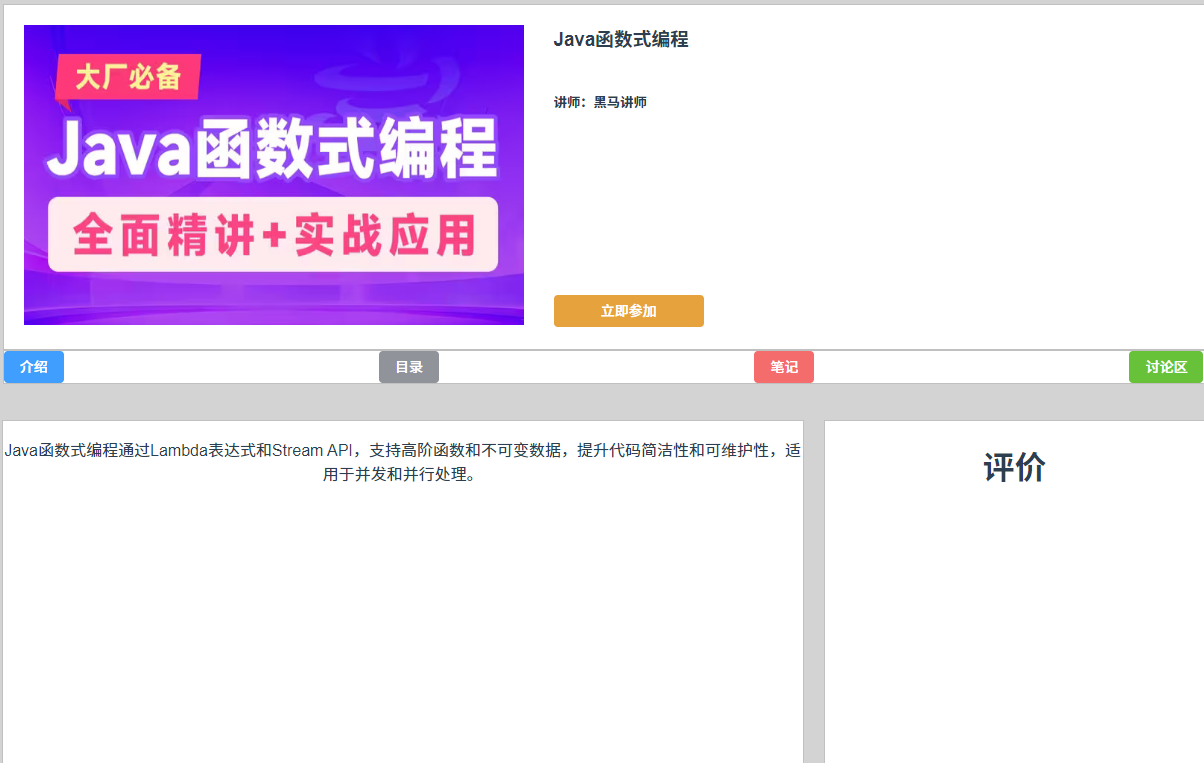 大厂必备
Java函数式编程
全面精讲+实战应用
Java函数式编程
讲师：黑马讲师
立即参加
介绍
目录
笔记
讨论区
Java函数式编程通过Lambda表达式和Stream API，支持高阶函数和不可变数据，提升代码简洁性和可维护性，适
用于并发和并行处理。
评价